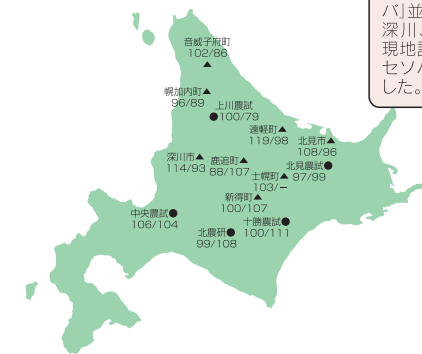 バ」並
深川、
現地
セソバ
した。
音威子府町
102/86
▲
幌加内町▲
96/89
上川農試
●100/79
遠軽町▲
119/98
北見市▲
108/96
深川市▲
114/93
鹿追町▲
88/107
北見農試●
97/99
士幌町▲
103/−
新得町▲
100/107
中央農試●
106/104
十勝農試●
100/111
北農研●
99/108